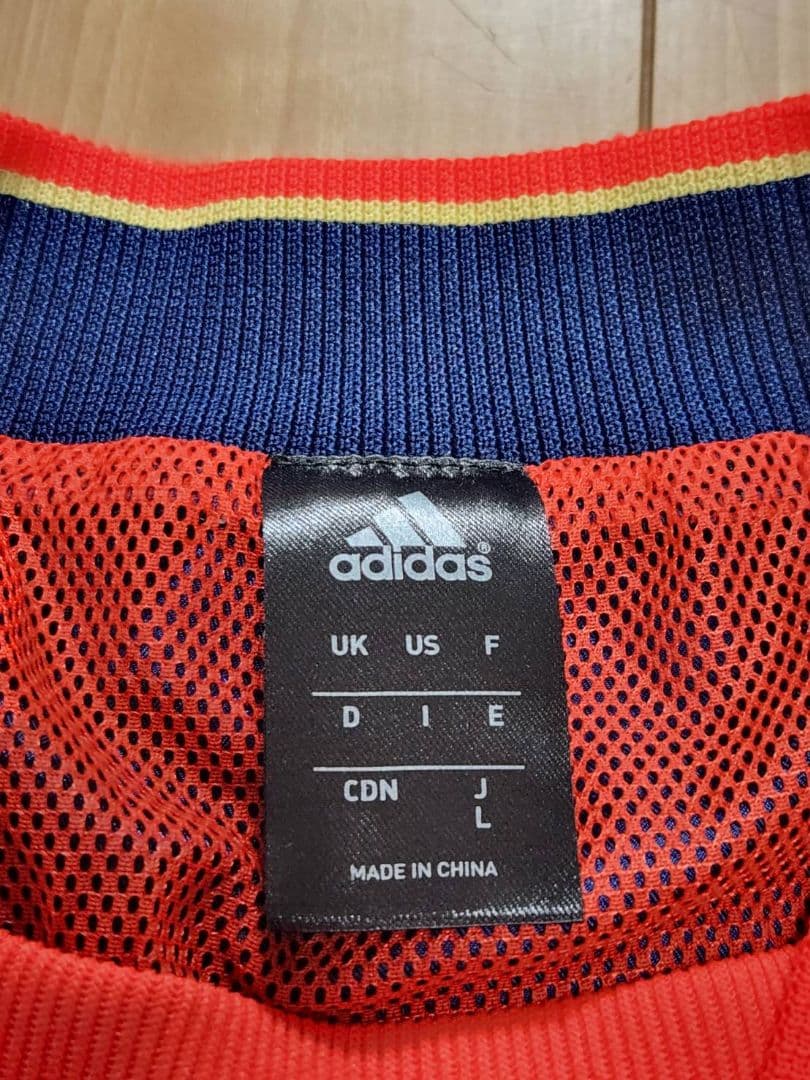 adidas®
UK US F
D I E
CDN J
L
MADE IN CHINA